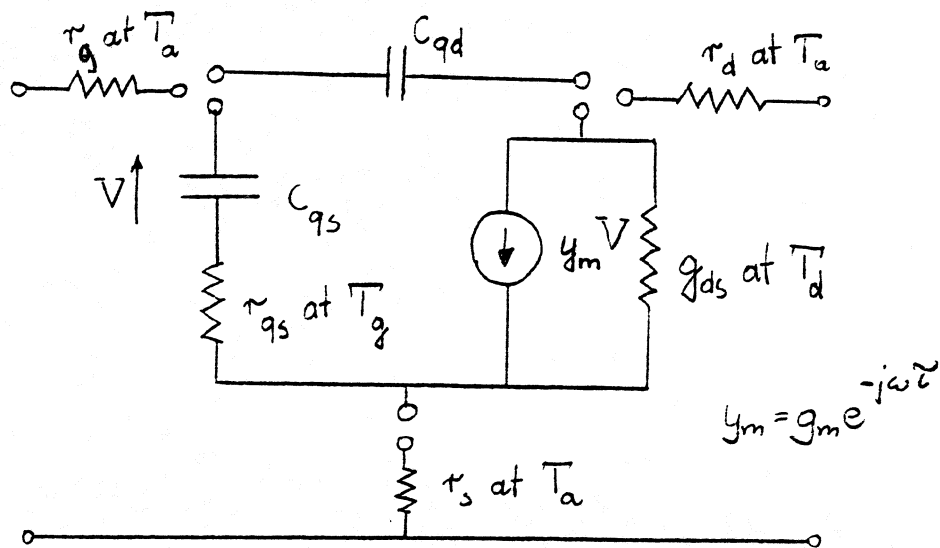 r_g at T_a
C_gd
r_d at T_a
V
C_gs
y_m V
g_ds at T_d
r_gs at T_g
y_m = g_m e^{-jωτ}
r_s at T_a